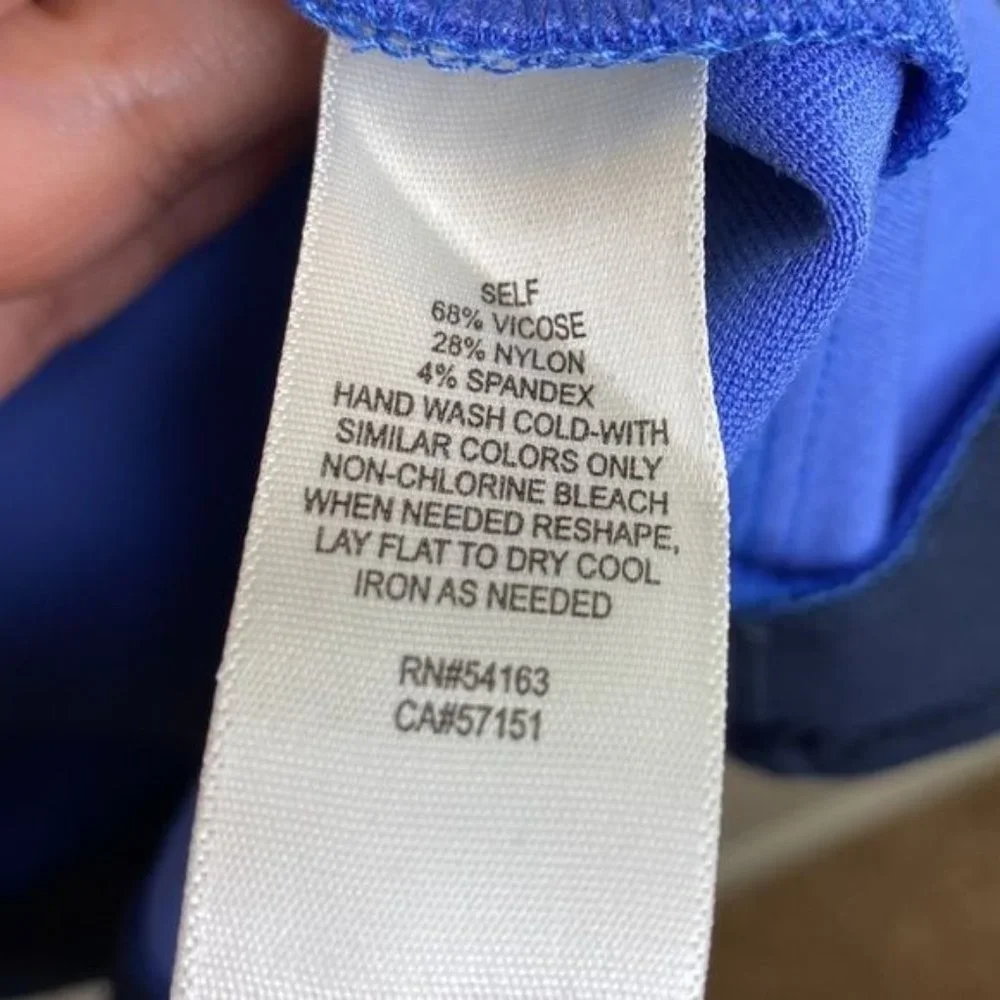 SELF
68% VICOSE
28% NYLON
4% SPANDEX
HAND WASH COLD-WITH
SIMILAR COLORS ONLY
NON-CHLORINE BLEACH
WHEN NEEDED RESHAPE,
LAY FLAT TO DRY COOL
IRON AS NEEDED
RN#54163
CA#57151